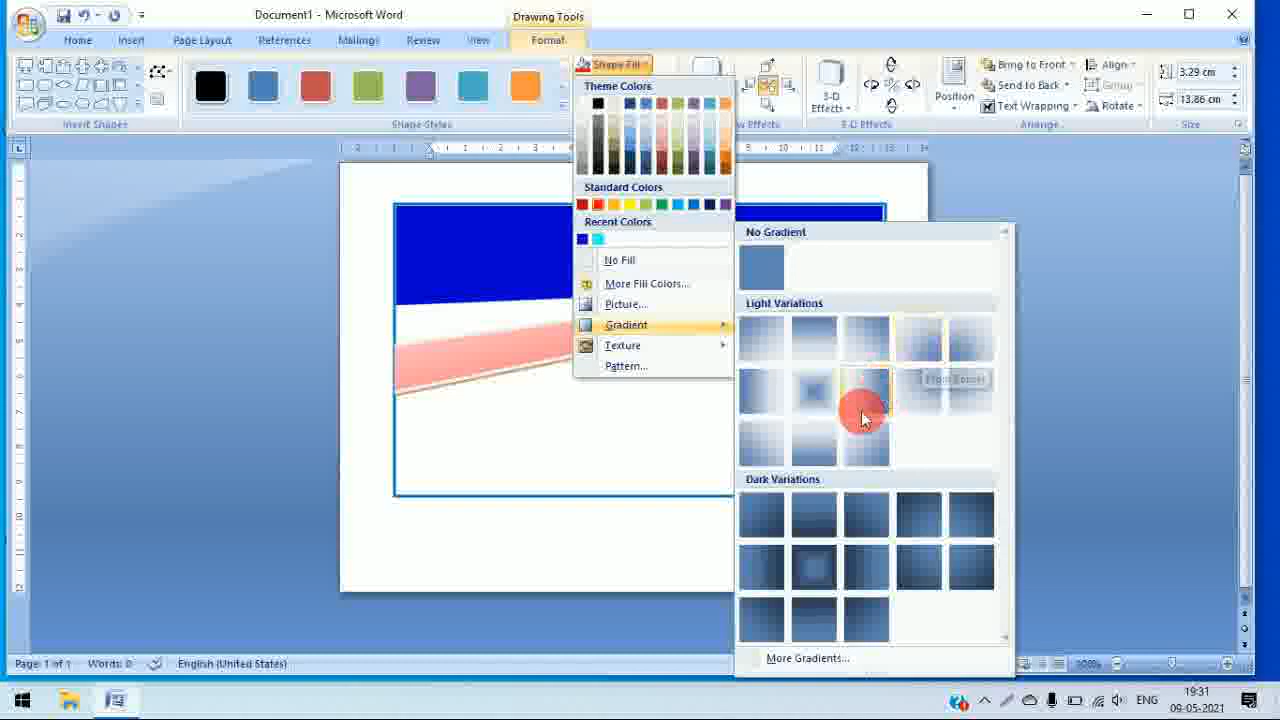 Document1 - Microsoft Word
Drawing Tools
Home Insert Page Layout References Mailings Review View Format
Shape Fill
Bring to Front Align 3.29 cm
3-D Effects Position Send to Back Group
Text Wrapping Rotate 13.86 cm
Insert Shapes Shape Styles Effects 3-D Effects Arrange Size
Theme Colors
Standard Colors
Recent Colors
No Fill
More Fill Colors...
Picture...
Gradient
Texture
Pattern...
No Gradient
Light Variations
From Corner
Dark Variations
More Gradients...
Page: 1 of 1 Words: 0 English (United States)
ENG
19:31
09-05-2021